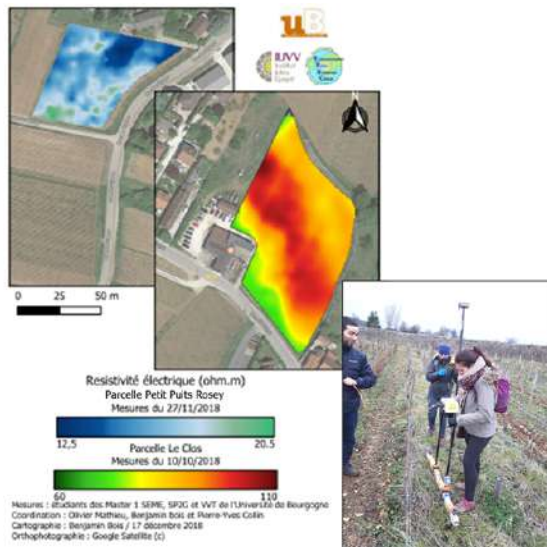 uB
IUVV
Institut
0 25 50 m
Resistivité électrique (ohm.m)
Parcelle Petit Puits Rosey
Mesures du 27/11/2018
12,5 20.5
Parcelle Le Clos
Mesures du 10/10/2018
60 110
Mesures : étudiants des Master 1 SEME, SP2G et VVT de l'Université de Bourgogne
Coordination : Olivier Mathieu, Benjamin Bois et Pierre-Yves Collin
Cartographie : Benjamin Bois / 17 décembre 2018
Orthophotographie : Google Satellite (c)